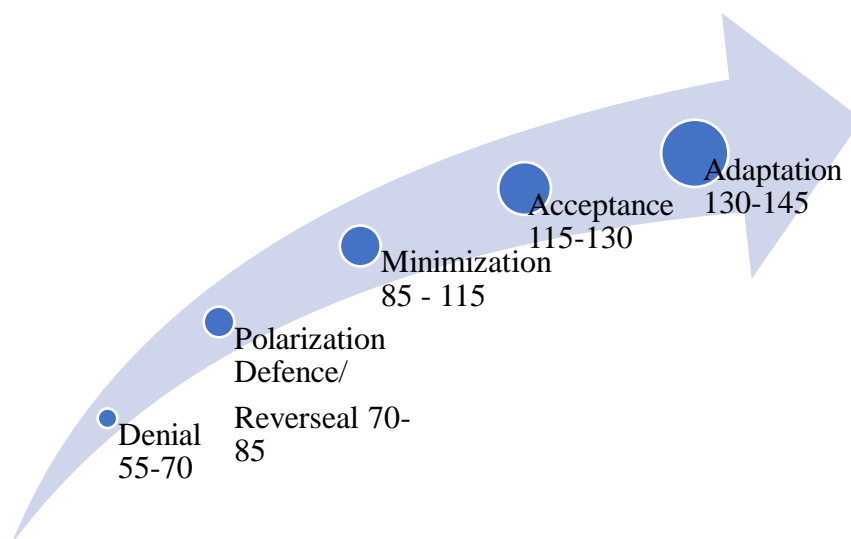 Denial
55-70
Polarization
Defence/
Reverseal 70-
85
Minimization
85 - 115
Acceptance
115-130
Adaptation
130-145